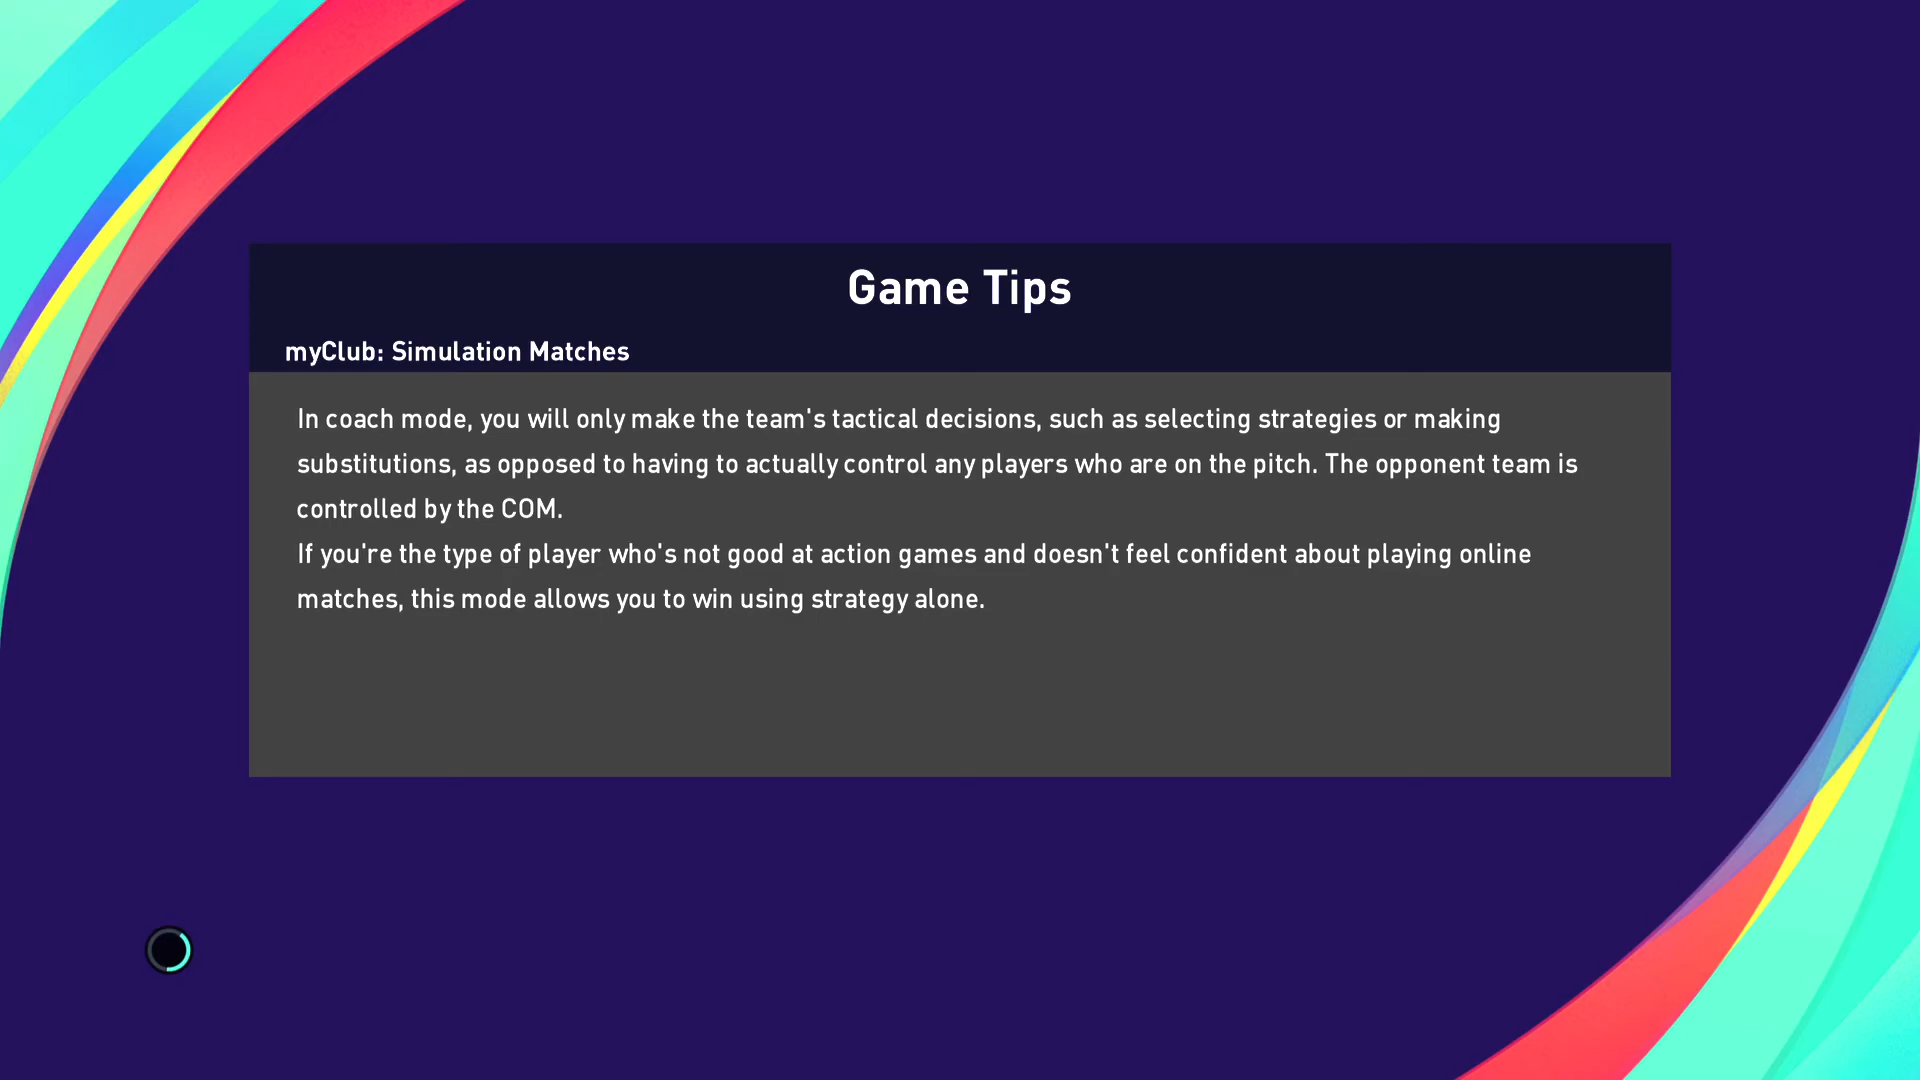 Game Tips
myClub: Simulation Matches
In coach mode, you will only make the team's tactical decisions, such as selecting strategies or making
substitutions, as opposed to having to actually control any players who are on the pitch. The opponent team is
controlled by the COM.
If you're the type of player who's not good at action games and doesn't feel confident about playing online
matches, this mode allows you to win using strategy alone.